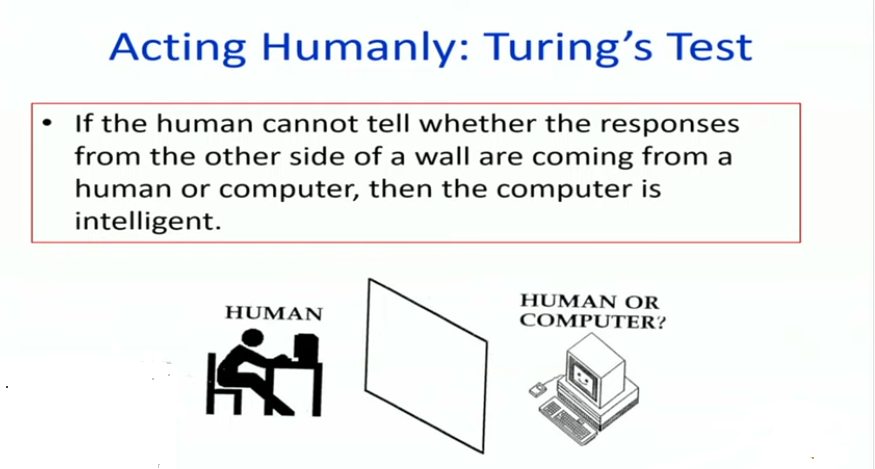 Acting Humanly: Turing's Test
• If the human cannot tell whether the responses
from the other side of a wall are coming from a
human or computer, then the computer is
intelligent.
HUMAN
HUMAN OR
COMPUTER?